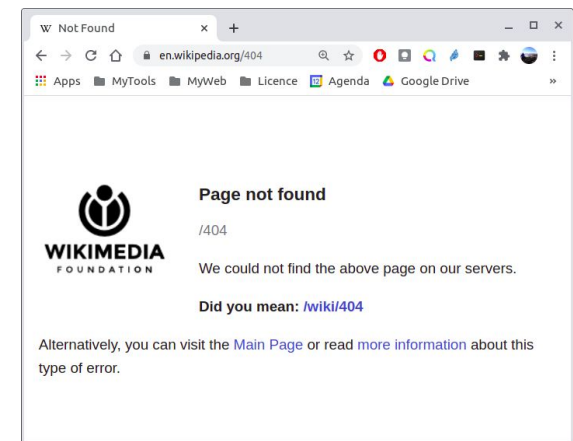 W Not Found
en.wikipedia.org/404
Apps MyTools MyWeb Licence 12 Agenda Google Drive »
Page not found
/404
WIKIMEDIA
FOUNDATION
We could not find the above page on our servers.
Did you mean: /wiki/404
Alternatively, you can visit the Main Page or read more information about this
type of error.